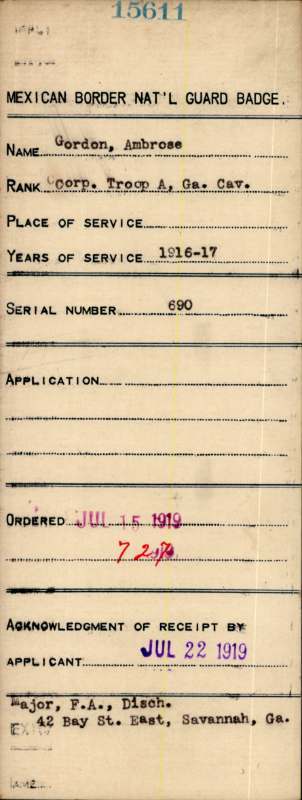 15611
MEXICAN BORDER NAT'L GUARD BADGE.
NAME Gordon, Ambrose
RANK Corp. Troop A, Ga. Cav.
PLACE OF SERVICE
YEARS OF SERVICE 1916-17
SERIAL NUMBER 690
APPLICATION
ORDERED JUL 15 1919
ACKNOWLEDGMENT OF RECEIPT BY
APPLICANT JUL 22 1919
Major, F.A., Disch.
42 Bay St. East, Savannah, Ga.